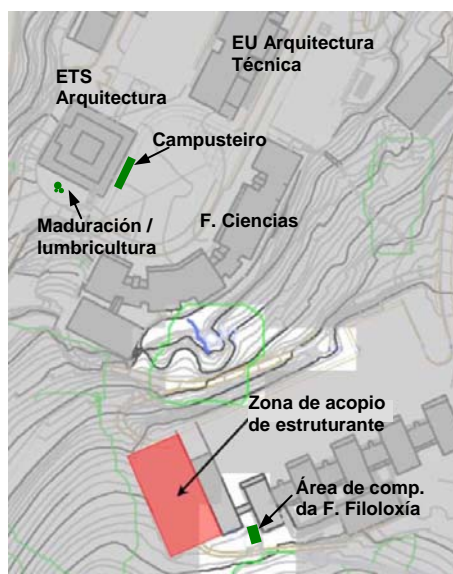 EU Arquitectura
Técnica
ETS
Arquitectura
Campusteiro
Maduración /
lumbricultura
F. Ciencias
Zona de acopio
de estruturante
Área de comp.
da F. Filoloxía